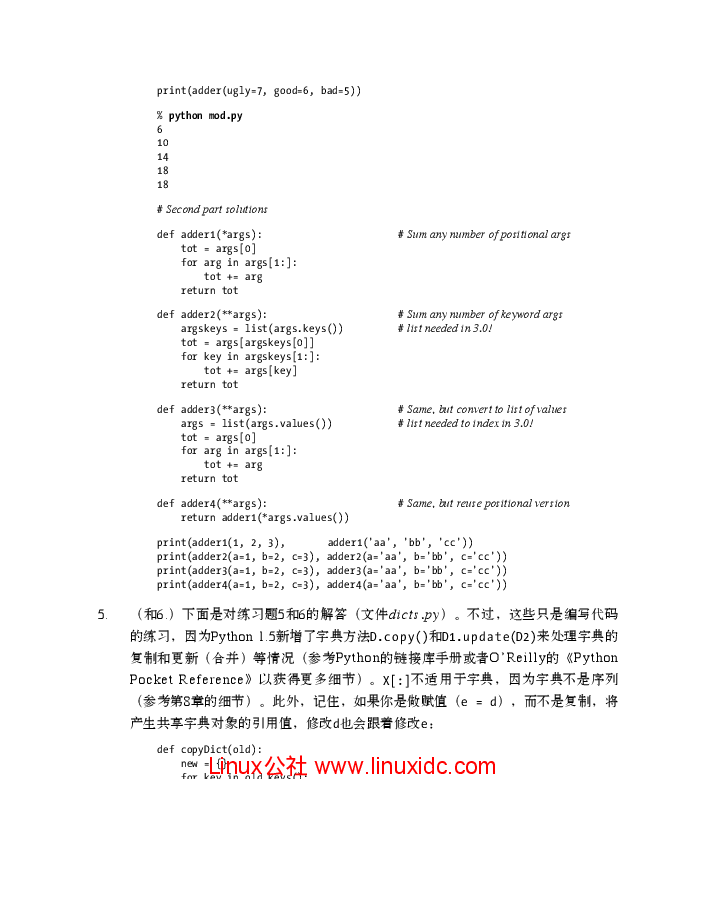 print(adder(ugly=7, good=6, bad=5))
% python mod.py
6
10
14
18
18
# Second part solutions
def adder1(*args): # Sum any number of positional args
tot = args[0]
for arg in args[1:]:
tot += arg
return tot
def adder2(**args): # Sum any number of keyword args
argskeys = list(args.keys()) # list needed in 3.0!
tot = args[argskeys[0]]
for key in argskeys[1:]:
tot += args[key]
return tot
def adder3(**args): # Same, but convert to list of values
args = list(args.values()) # list needed to index in 3.0!
tot = args[0]
for arg in args[1:]:
tot += arg
return tot
def adder4(**args): # Same, but reuse positional version
return adder1(*args.values())
print(adder1(1, 2, 3), adder1('aa', 'bb', 'cc'))
print(adder2(a=1, b=2, c=3), adder2(a='aa', b='bb', c='cc'))
print(adder3(a=1, b=2, c=3), adder3(a='aa', b='bb', c='cc'))
print(adder4(a=1, b=2, c=3), adder4(a='aa', b='bb', c='cc'))
5. （和6.）下面是对练习题5和6的解答（文件dicts.py）。不过，这些只是编写代码
的练习，因为Python 1.5新增了字典方法D.copy()和D1.update(D2)来处理字典的
复制和更新（合并）等情况（参考Python的链接库手册或者O'Reilly的《Python
Pocket Reference》以获得更多细节）。X[:]不适用于字典，因为字典不是序列
（参考第8章的细节）。此外，记住，如果你是做赋值（e = d），而不是复制，将
产生共享字典对象的引用值，修改d也会跟着修改e：
def copyDict(old):
new = {}
for key in old.keys():
Linux公社 www.linuxidc.com